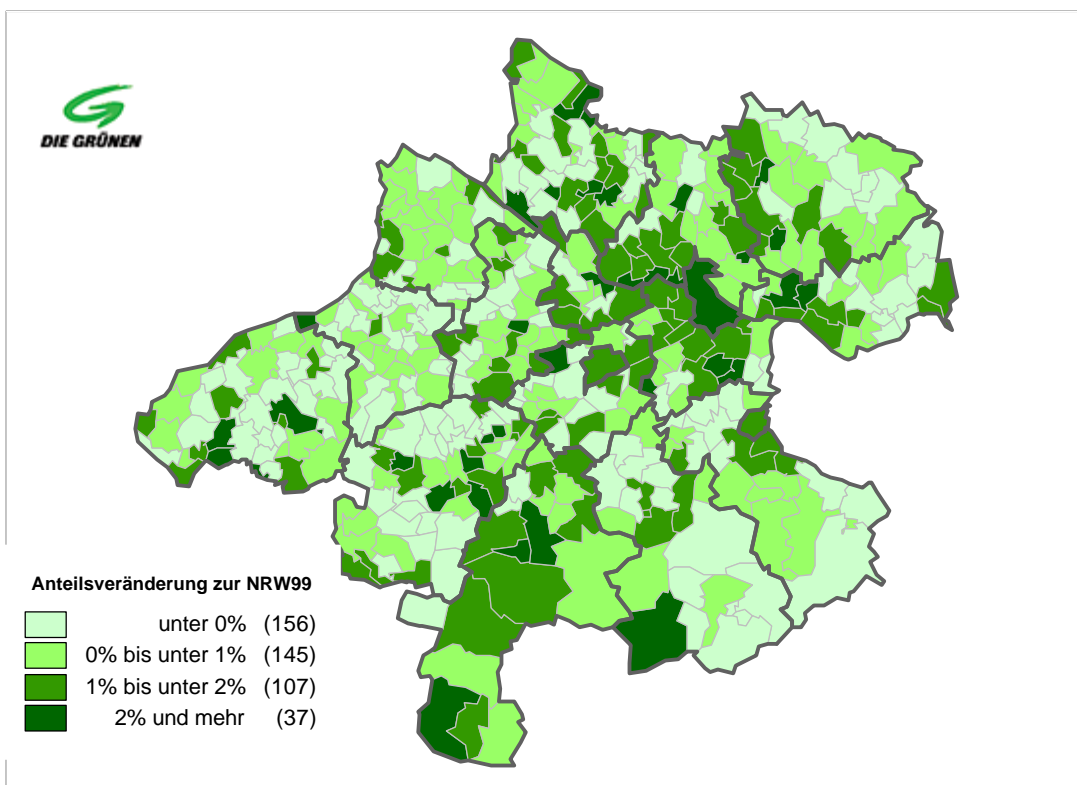 DIE GRÜNEN
Anteilsveränderung zur NRW99
unter 0% (156)
0% bis unter 1% (145)
1% bis unter 2% (107)
2% und mehr (37)